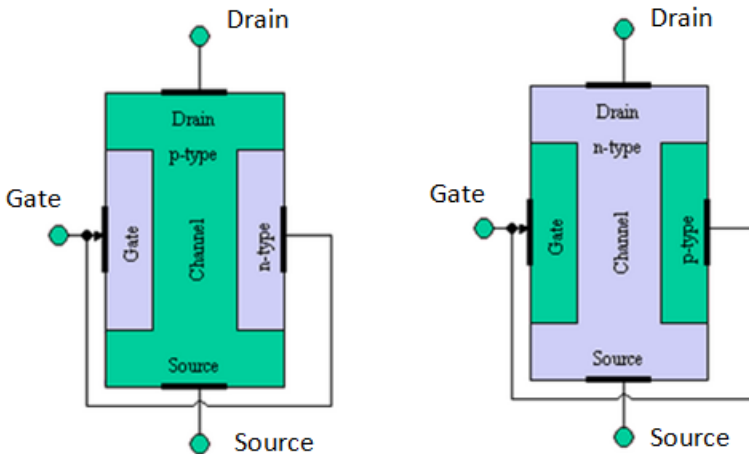 Drain
Drain
p-type
Gate
Gate
Channel
n-type
Source
Source
Drain
Drain
n-type
Gate
Gate
Channel
p-type
Source
Source